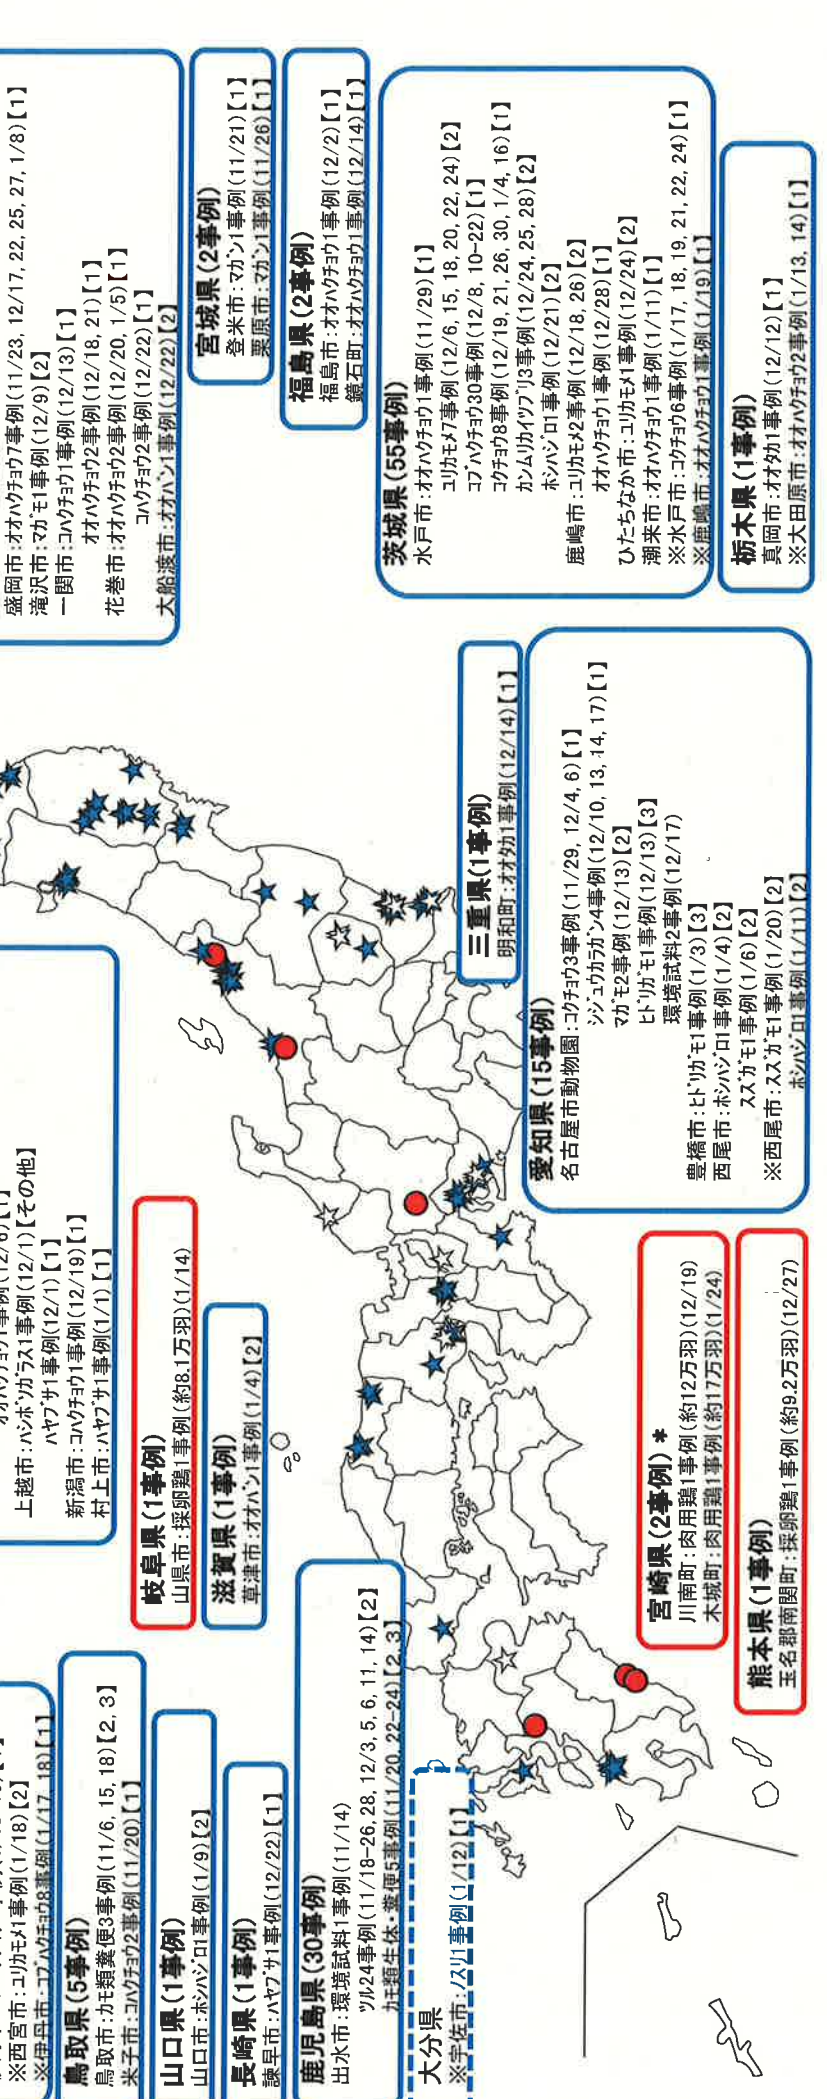 盛岡市:オオハクチョウ7事例(11/23, 12/17, 22, 25, 27, 1/8)【1】
滝沢市:マガモ1事例(12/9)【2】
一関市:コハクチョウ1事例(12/13)【1】
オオハクチョウ2事例(12/18, 21)【1】
花巻市:オオハクチョウ2事例(12/20, 1/5)【1】
コハクチョウ2事例(12/22)【1】
大船渡市:オオバン1事例(12/22)【2】
宮城県(2事例)
登米市:マガン1事例(11/21)【1】
栗原市:マガン1事例(11/26)【1】
福島県(2事例)
福島市:オオハクチョウ1事例(12/2)【1】
鏡石町:オオハクチョウ1事例(12/14)【1】
茨城県(55事例)
水戸市:オオハクチョウ1事例(11/29)【1】
ユリカモメ7事例(12/6, 15, 18, 20, 22, 24)【2】
コブハクチョウ30事例(12/8, 10-22)【1】
コクチョウ8事例(12/19, 21, 26, 30, 1/4, 16)【1】
カンムリカイツブリ3事例(12/24, 25, 28)【2】
ホシハジロ1事例(12/21)【2】
鹿嶋市:ユリカモメ2事例(12/18, 26)【2】
オオハクチョウ1事例(12/28)【1】
ひたちなか市:ユリカモメ1事例(12/24)【2】
潮来市:オオハクチョウ1事例(1/11)【1】
※水戸市:コクチョウ6事例(1/17, 18, 19, 21, 22, 24)【1】
※鹿嶋市:オオハクチョウ1事例(1/19)【1】
栃木県(1事例)
真岡市:オオタカ1事例(12/12)【1】
※大田原市:オオハクチョウ2事例(1/13, 14)【1】
上越市:ハシボソガラス1事例(12/1)【その他】
ハヤブサ1事例(12/1)【1】
新潟市:コハクチョウ1事例(12/19)【1】
村上市:ハヤブサ1事例(1/1)【1】
岐阜県(1事例)
山県市:採卵鶏1事例(約8.1万羽)(1/14)
滋賀県(1事例)
草津市:オオバン1事例(1/4)【2】
三重県(1事例)
明和町:オオタカ1事例(12/14)【1】
愛知県(15事例)
名古屋市動物園:コクチョウ3事例(11/29, 12/4, 6)【1】
シジュウカラガン4事例(12/10, 13, 14, 17)【1】
マガモ2事例(12/13)【2】
ヒドリガモ1事例(12/13)【3】
環境試料2事例(12/17)
豊橋市:ヒドリガモ1事例(1/3)【3】
西尾市:ホシハジロ1事例(1/4)【2】
スズガモ1事例(1/6)【2】
※西尾市:スズガモ1事例(1/20)【2】
ホシハジロ1事例(1/11)【2】
※西宮市:ユリカモメ1事例(1/18)【2】
※伊丹市:コブハクチョウ8事例(1/17, 18)【1】
鳥取県(5事例)
鳥取市:カモ類糞便3事例(11/6, 15, 18)【2, 3】
米子市:コハクチョウ2事例(11/20)【1】
山口県(1事例)
山口市:ホシハジロ1事例(1/9)【2】
長崎県(1事例)
諫早市:ハヤブサ1事例(12/22)【1】
鹿児島県(30事例)
出水市:環境試料1事例(11/14)
ツル24事例(11/18-26,28, 12/3, 5, 6, 11, 14)【2】
カモ類生体・糞便5事例(11/20, 22-24)【2, 3】
大分県
※宇佐市:ノスリ1事例(1/12)【1】
宮崎県(2事例)*
川南町:肉用鶏1事例(約12万羽)(12/19)
木城町:肉用鶏1事例(約17万羽)(1/24)
熊本県(1事例)
玉名郡南関町:採卵鶏1事例(約9.2万羽)(12/27)